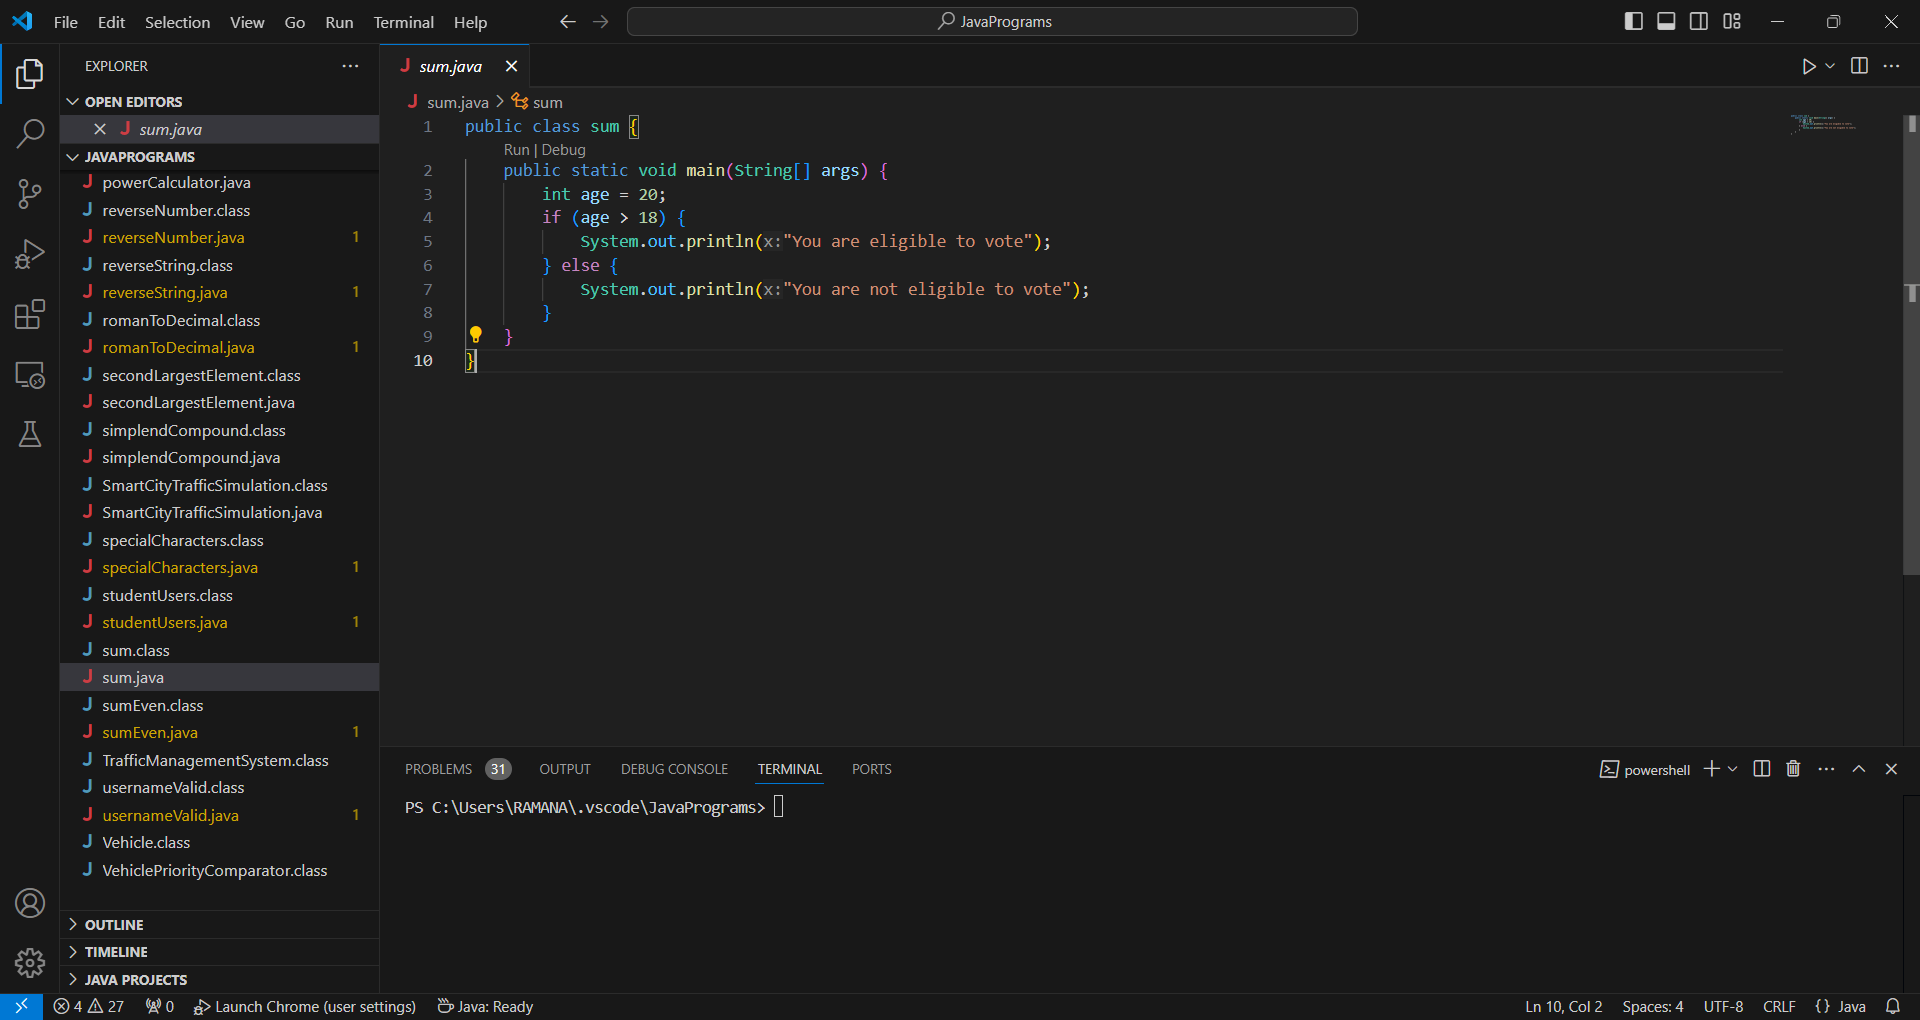 File Edit Selection View Go Run Terminal Help
JavaPrograms
EXPLORER
OPEN EDITORS
sum.java
JAVAPROGRAMS
powerCalculator.java
reverseNumber.class
reverseNumber.java 1
reverseString.class
reverseString.java 1
romanToDecimal.class
romanToDecimal.java 1
secondLargestElement.class
secondLargestElement.java
simplendCompound.class
simplendCompound.java
SmartCityTrafficSimulation.class
SmartCityTrafficSimulation.java
specialCharacters.class
specialCharacters.java 1
studentUsers.class
studentUsers.java 1
sum.class
sum.java
sumEven.class
sumEven.java 1
TrafficManagementSystem.class
usernameValid.class
usernameValid.java 1
Vehicle.class
VehiclePriorityComparator.class
OUTLINE
TIMELINE
JAVA PROJECTS
sum.java
sum.java > sum
1 public class sum {
Run | Debug
2 public static void main(String[] args) {
3 int age = 20;
4 if (age > 18) {
5 System.out.println(x:"You are eligible to vote");
6 } else {
7 System.out.println(x:"You are not eligible to vote");
8 }
9 }
10 }
PROBLEMS 31 OUTPUT DEBUG CONSOLE TERMINAL PORTS
powershell
PS C:\Users\RAMANA\.vscode\JavaPrograms>
4 27 0 Launch Chrome (user settings) Java: Ready
Ln 10, Col 2 Spaces: 4 UTF-8 CRLF {} Java